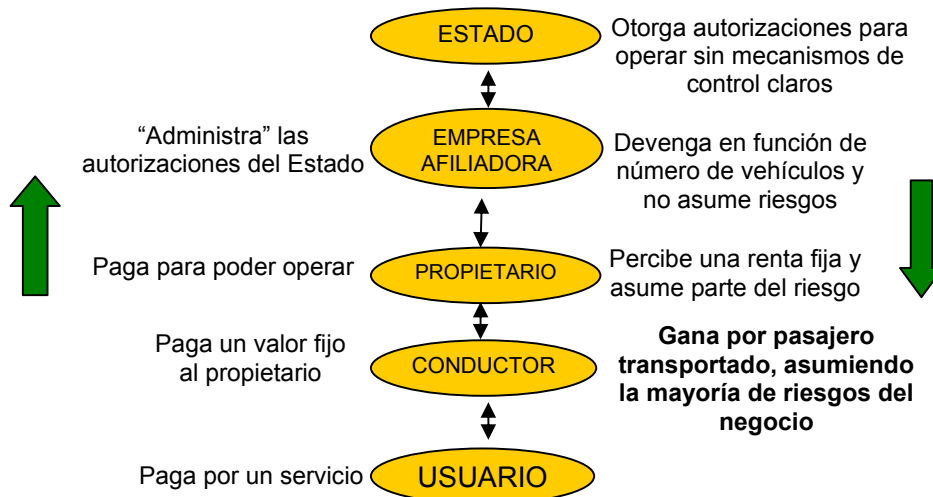 ESTADO
Otorga autorizaciones para
operar sin mecanismos de
control claros
“Administra” las
autorizaciones del Estado
EMPRESA
AFILIADORA
Devenga en función de
número de vehículos y
no asume riesgos
Paga para poder operar
PROPIETARIO
Percibe una renta fija y
asume parte del riesgo
Paga un valor fijo
al propietario
CONDUCTOR
Gana por pasajero
transportado, asumiendo
la mayoría de riesgos del
negocio
Paga por un servicio
USUARIO